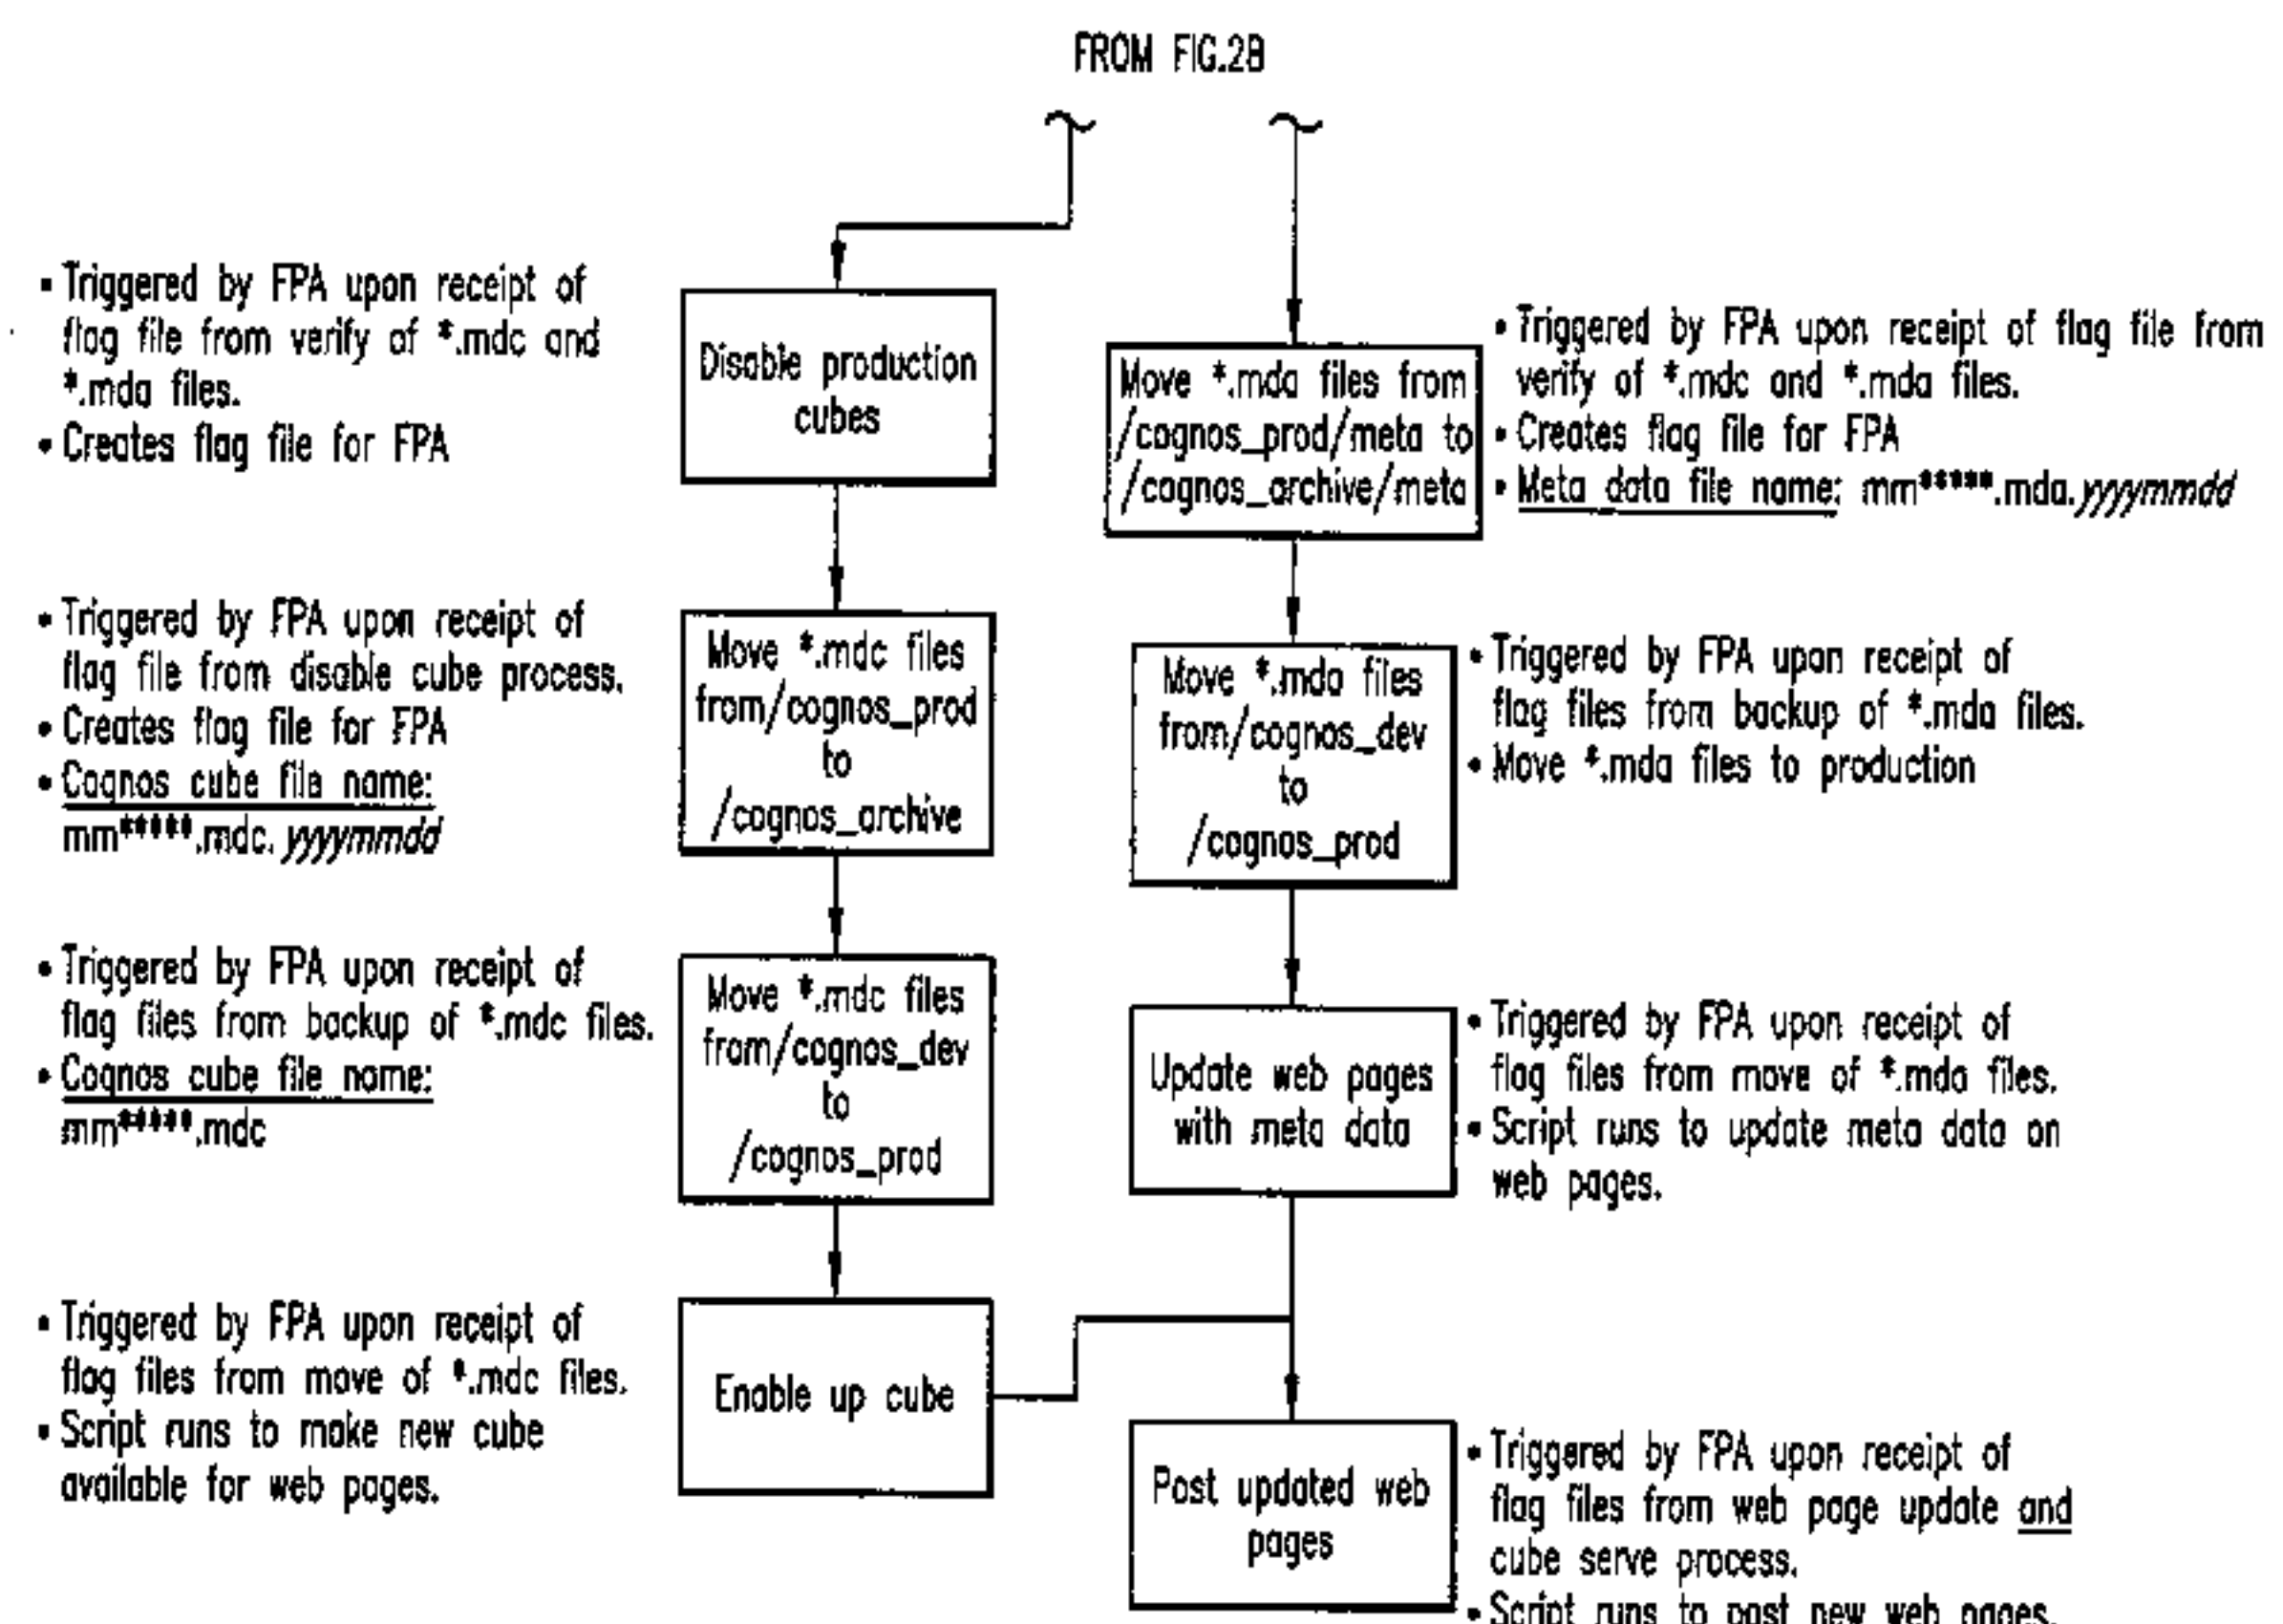 FROM FIG.2B
• Triggered by FPA upon receipt of
flag file from verify of *.mdc and
*.mda files.
• Creates flag file for FPA
Disable production
cubes
Move *.mda files from
/cognos_prod/meta to
/cognos_archive/meta
• Triggered by FPA upon receipt of flag file from
verify of *.mdc and *.mda files.
• Creates flag file for FPA
• Meta data file name: mm*****.mda.yyyymmdd
• Triggered by FPA upon receipt of
flag file from disable cube process.
• Creates flag file for FPA
• Cognos cube file name:
mm*****.mdc. yyyymmdd
Move *.mdc files
from/cognos_prod
to
/cognos_archive
Move *.mda files
from/cognos_dev
to
/cognos_prod
• Triggered by FPA upon receipt of
flag files from backup of *.mda files.
• Move *.mda files to production
• Triggered by FPA upon receipt of
flag files from backup of *.mdc files.
• Cognos cube file name:
mm*****.mdc
Move *.mdc files
from/cognos_dev
to
/cognos_prod
Update web pages
with meta data
• Triggered by FPA upon receipt of
flag files from move of *.mda files.
• Script runs to update meta data on
web pages.
• Triggered by FPA upon receipt of
flag files from move of *.mdc files.
• Script runs to make new cube
available for web pages.
Enable up cube
Post updated web
pages
• Triggered by FPA upon receipt of
flag files from web page update and
cube serve process.
• Script runs to post new web pages.